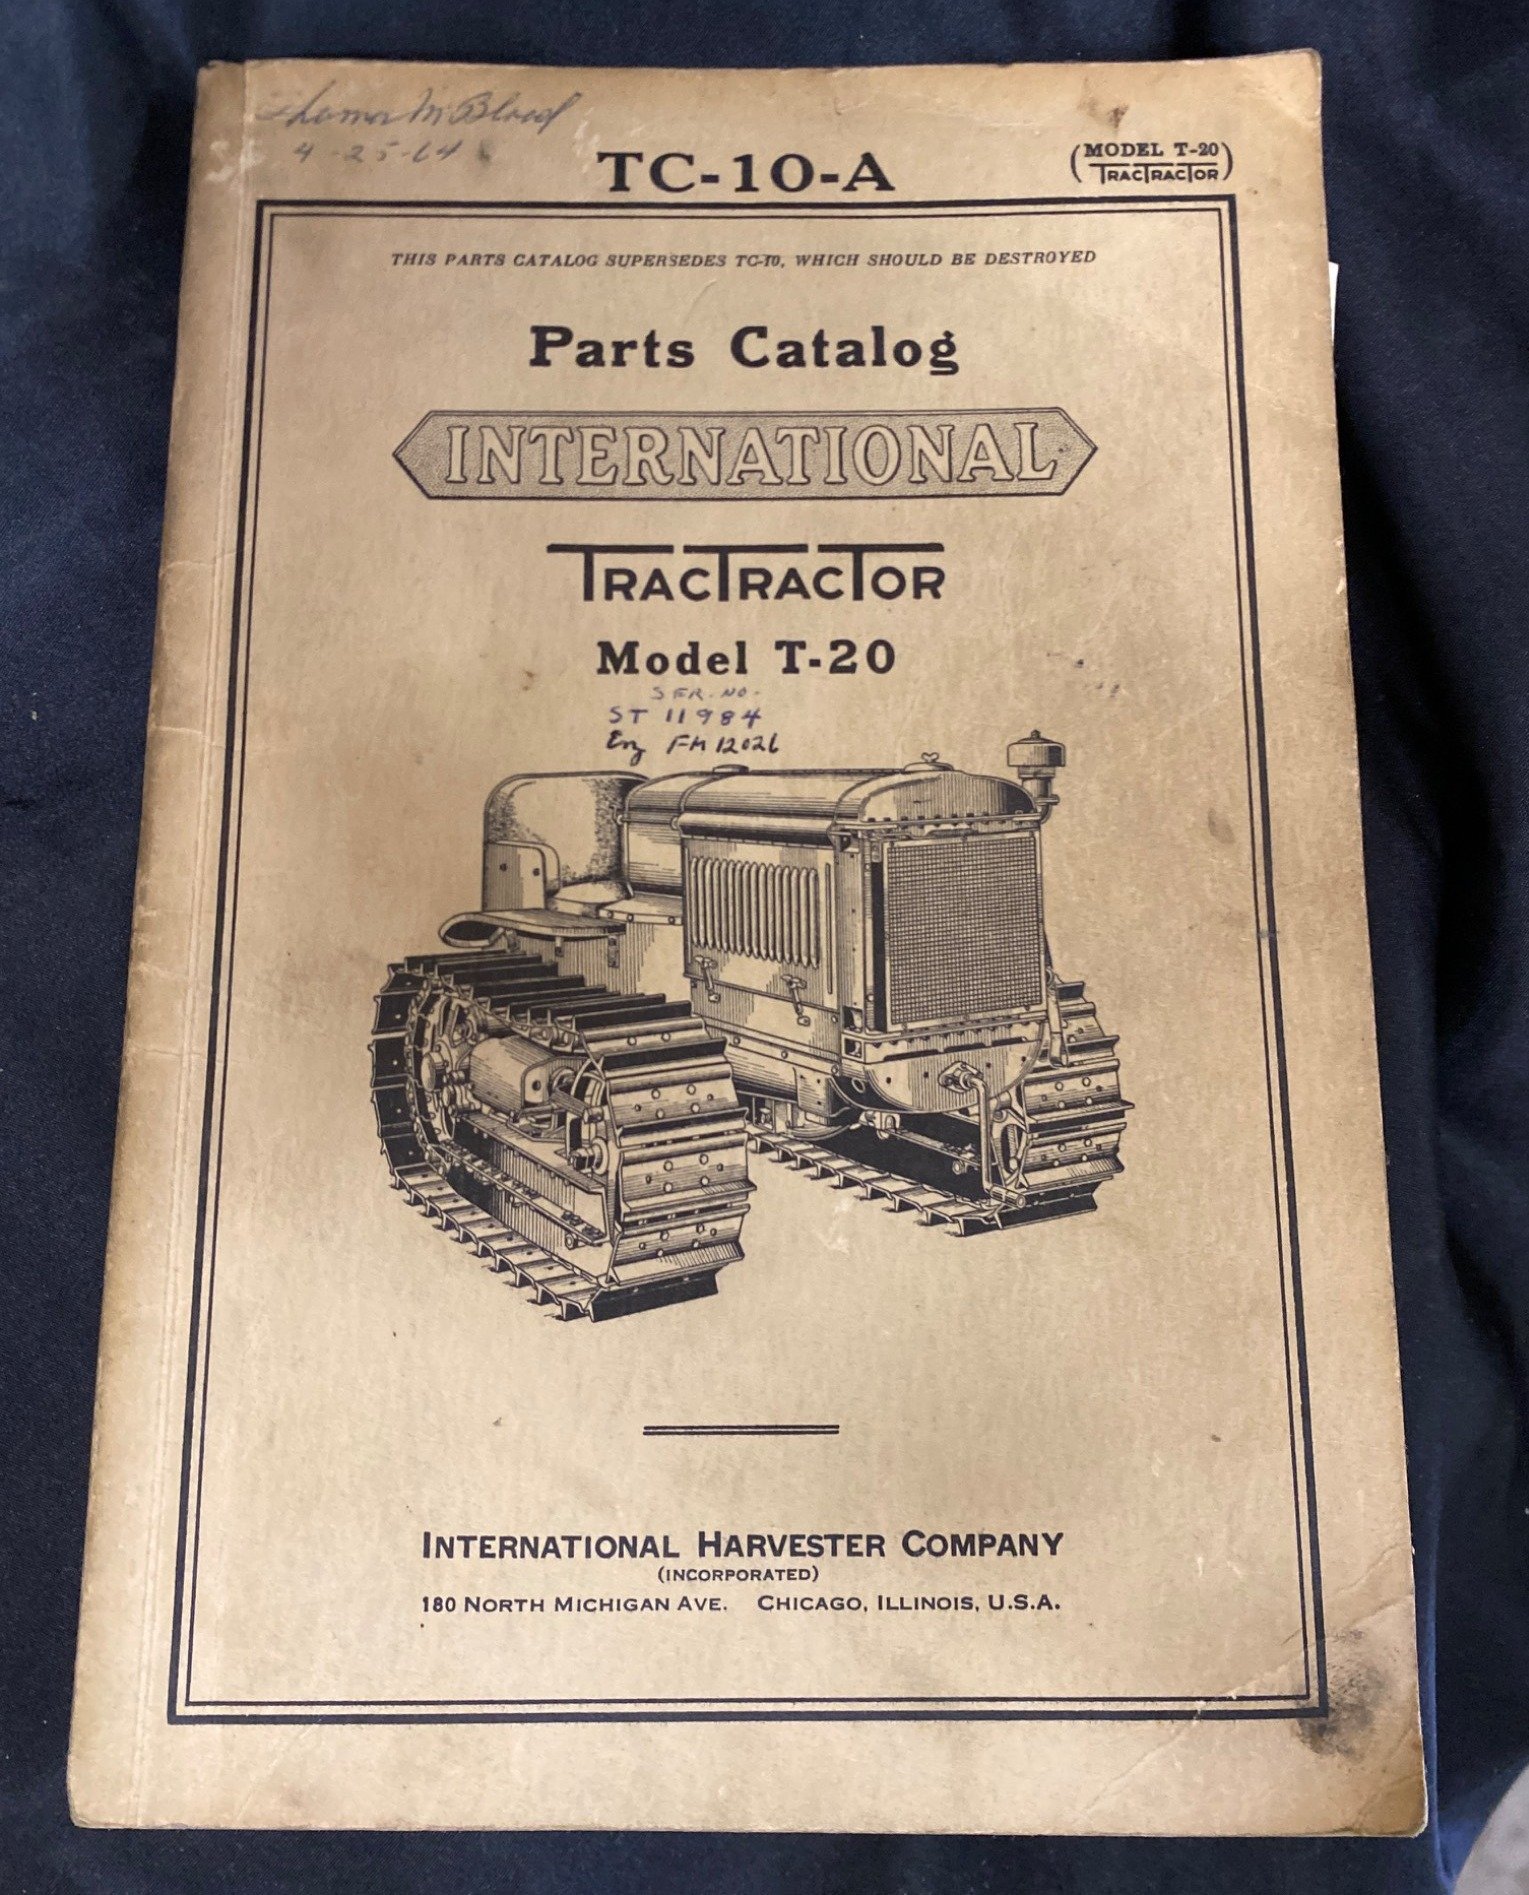 Thomas M Blood
4-25-64
TC-10-A
(MODEL T-20
TRACTRACTOR)
THIS PARTS CATALOG SUPERSEDES TC-10, WHICH SHOULD BE DESTROYED
Parts Catalog
INTERNATIONAL
TRACTRACTOR
Model T-20
SER. NO.
ST 11984
Eng FM 12026
INTERNATIONAL HARVESTER COMPANY
(INCORPORATED)
180 NORTH MICHIGAN AVE. CHICAGO, ILLINOIS, U.S.A.